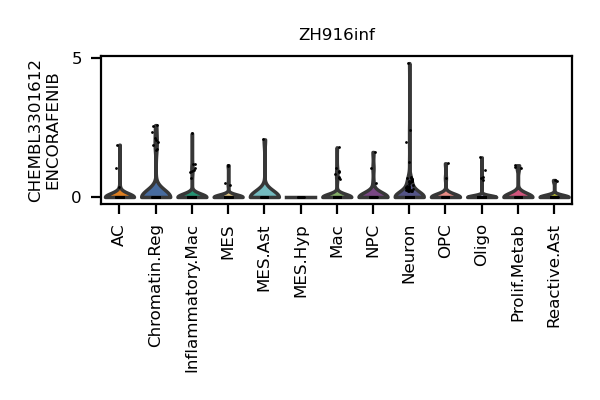 ZH916inf
CHEMBL3301612
ENCORAFENIB
5
0
AC
Chromatin.Reg
Inflammatory.Mac
MES
MES.Ast
MES.Hyp
Mac
NPC
Neuron
OPC
Oligo
Prolif.Metab
Reactive.Ast